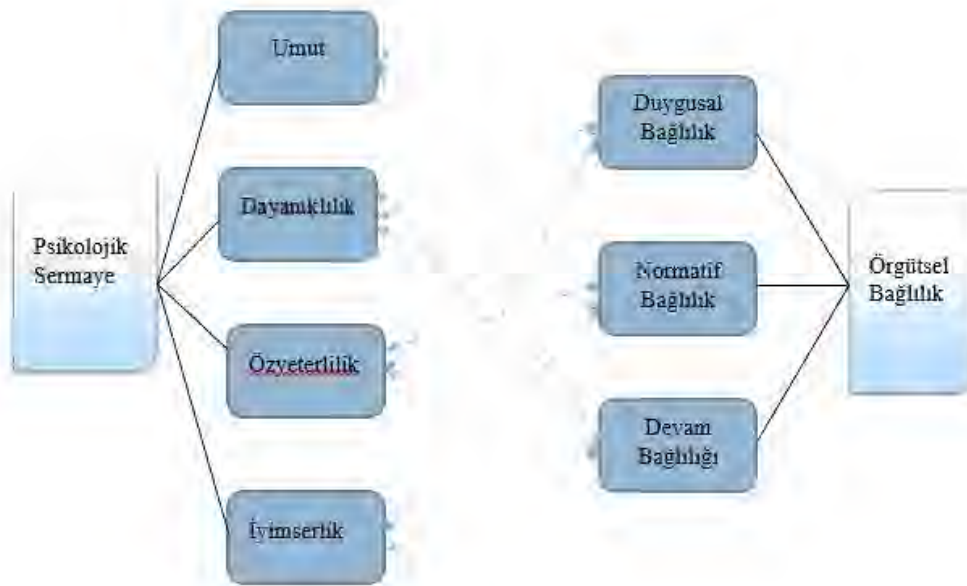 Umut
Dayanıklılık
Psikolojik
Sermaye
Özyeterlilik
İyimserlik
Duygusal
Bağlılık
Normatif
Bağlılık
Devam
Bağlılığı
Örgütsel
Bağlılık